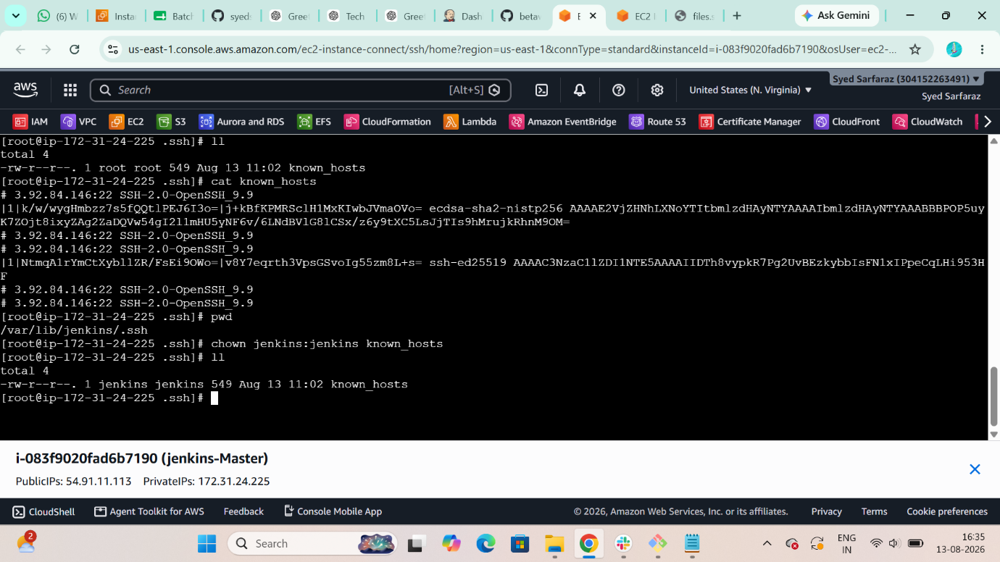 (6) W
Instan
Batch
syeds
Greet
Tech
Greet
Dash
betaw
E
EC2 I
files.s
Ask Gemini
us-east-1.console.aws.amazon.com/ec2-instance-connect/ssh/home?region=us-east-1&connType=standard&instanceId=i-083f9020fad6b7190&osUser=ec2-...
aws
Search
[Alt+S]
United States (N. Virginia)
Syed Sarfaraz (304152263491)
Syed Sarfaraz
IAM
VPC
EC2
S3
Aurora and RDS
EFS
CloudFormation
Lambda
Amazon EventBridge
Route 53
Certificate Manager
CloudFront
CloudWatch
[root@ip-172-31-24-225 .ssh]# ll
total 4
-rw-r--r--. 1 root root 549 Aug 13 11:02 known_hosts
[root@ip-172-31-24-225 .ssh]# cat known_hosts
# 3.92.84.146:22 SSH-2.0-OpenSSH_9.9
|1|k/w/wygHmbzz7s5fQQtlPEJ6I3o=|j+kBfKPMRSclH1MxKIwbJVmaOVo= ecdsa-sha2-nistp256 AAAAE2VjZHNhLXNoYTItbmlzdHAyNTYAAAAIbmlzdHAyNTYAAABBBPOP5uy
K7ZOjt8ixyZAg2ZaDQVw54gI2l1mHU5yNF6v/6LNdBVlG8lCSx/z6y9tXC5LsJjTIs9hMrujkRhnM9OM=
# 3.92.84.146:22 SSH-2.0-OpenSSH_9.9
# 3.92.84.146:22 SSH-2.0-OpenSSH_9.9
|1|NtmqA1rYmCtXybllZR/FsEi9OWo=|v8Y7eqrth3VpsGSvoIg55zm8L+s= ssh-ed25519 AAAAC3NzaC1lZDI1NTE5AAAAIIDTh8vypkR7Pg2UvBEzkybbIsFN1xIPpeCqLHi953H
F
# 3.92.84.146:22 SSH-2.0-OpenSSH_9.9
# 3.92.84.146:22 SSH-2.0-OpenSSH_9.9
[root@ip-172-31-24-225 .ssh]# pwd
/var/lib/jenkins/.ssh
[root@ip-172-31-24-225 .ssh]# chown jenkins:jenkins known_hosts
[root@ip-172-31-24-225 .ssh]# ll
total 4
-rw-r--r--. 1 jenkins jenkins 549 Aug 13 11:02 known_hosts
[root@ip-172-31-24-225 .ssh]#
i-083f9020fad6b7190 (jenkins-Master)
PublicIPs: 54.91.11.113 PrivateIPs: 172.31.24.225
CloudShell
Agent Toolkit for AWS
Feedback
Console Mobile App
© 2026, Amazon Web Services, Inc. or its affiliates.
Privacy
Terms
Cookie preferences
2
Search
ENG
IN
16:35
13-08-2026